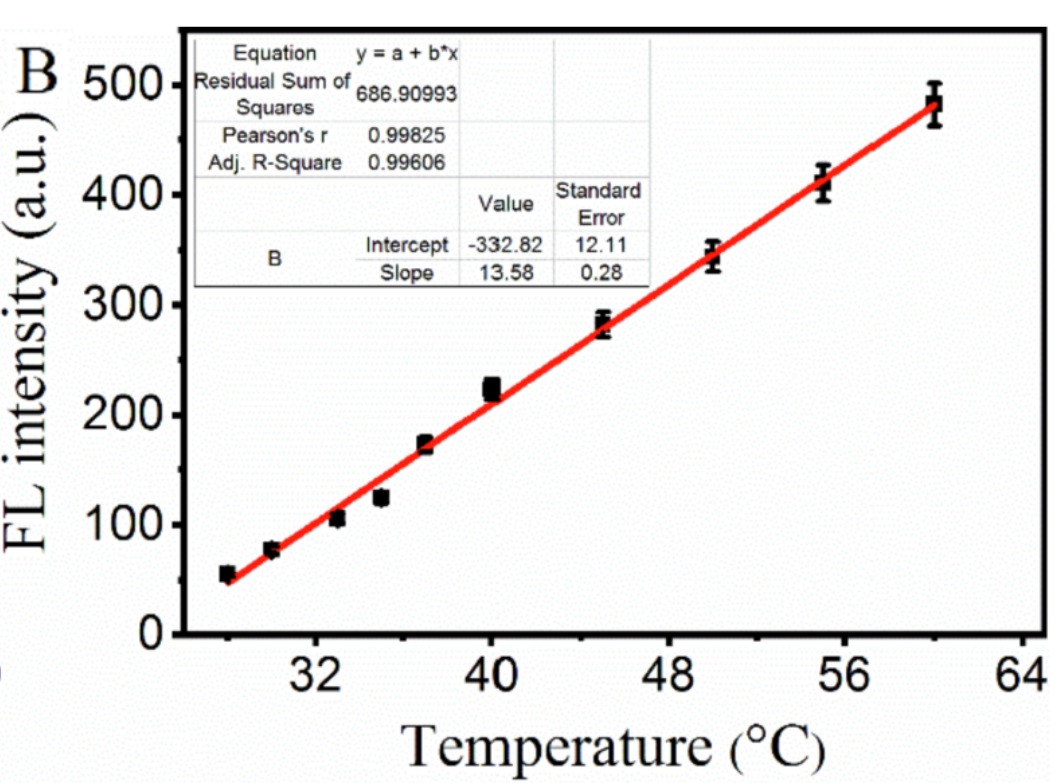 B
Equation y = a + b*x
Residual Sum of Squares 686.90993
Pearson's r 0.99825
Adj. R-Square 0.99606
Value Standard Error
B Intercept -332.82 12.11
Slope 13.58 0.28
FL intensity (a.u.)
500
400
300
200
100
0
32 40 48 56 64
Temperature (°C)